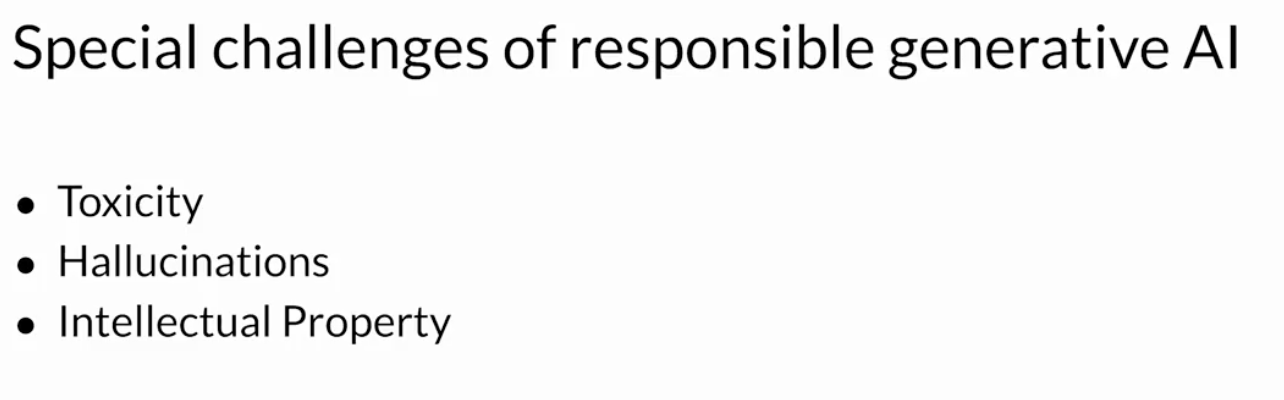 Special challenges of responsible generative AI
• Toxicity
• Hallucinations
• Intellectual Property